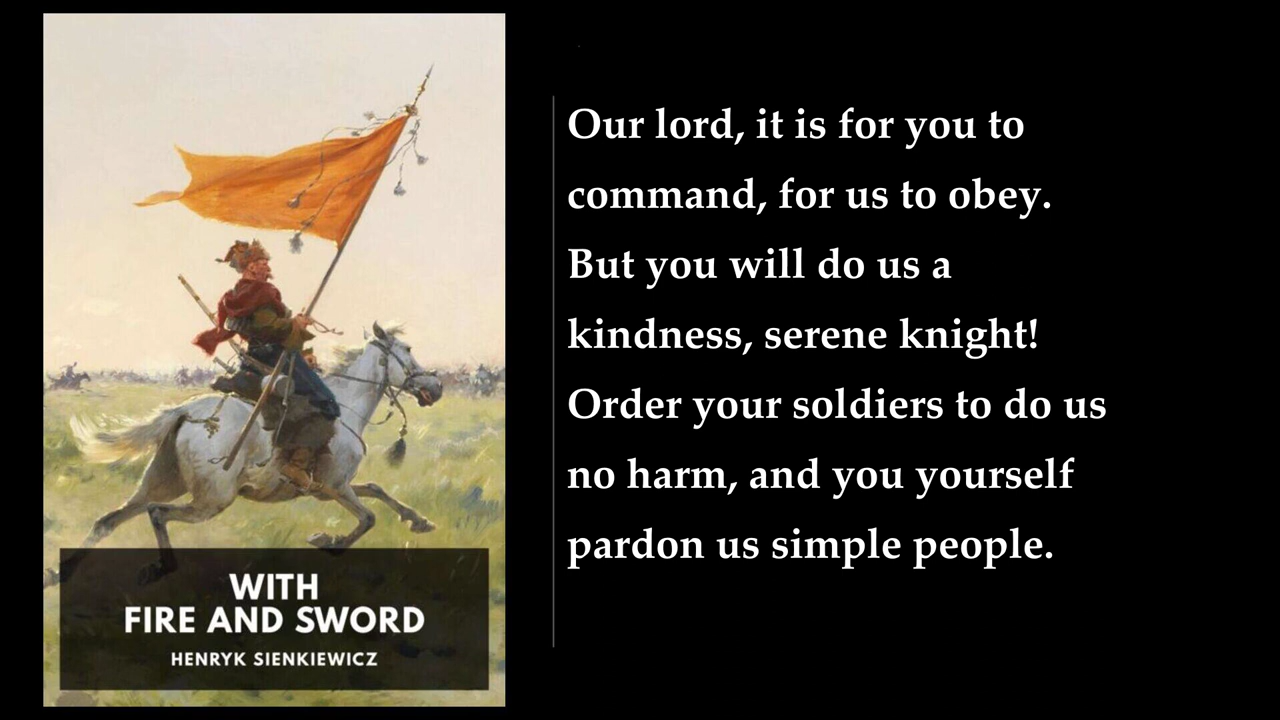 WITH
FIRE AND SWORD
HENRYK SIENKIEWICZ
Our lord, it is for you to
command, for us to obey.
But you will do us a
kindness, serene knight!
Order your soldiers to do us
no harm, and you yourself
pardon us simple people.